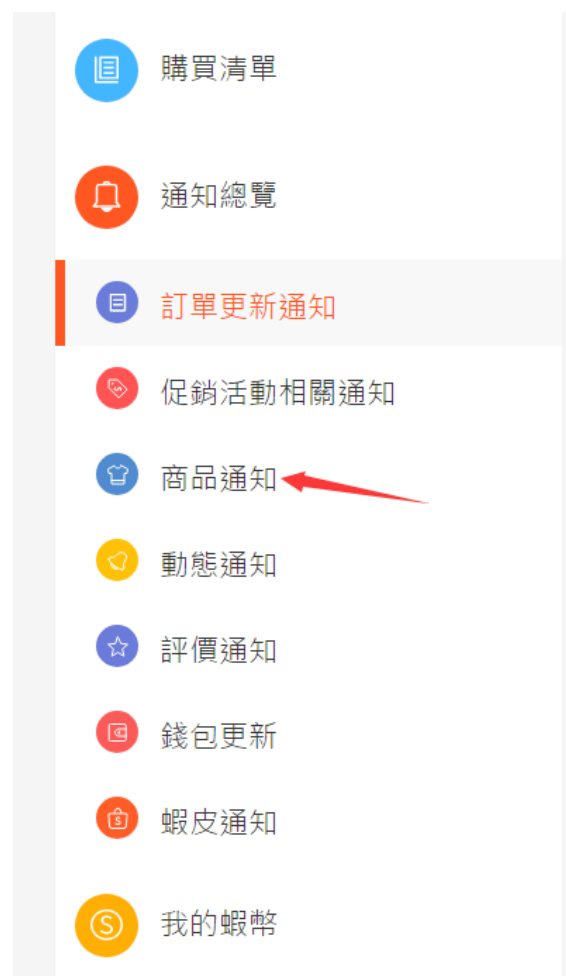 購買清單
通知總覽
訂單更新通知
促銷活動相關通知
商品通知
動態通知
評價通知
錢包更新
蝦皮通知
我的蝦幣